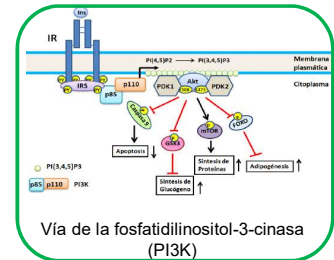 Ins
IR
PI(4,5)P2 → PI(3,4,5)P3
Membrana
plasmática
Citoplasma
IRS
p85
p110
PDK1
Akt
PDK2
308
473
Caspasa 9
GSK3
mTOR
FOXO
Apoptosis ↓
Síntesis de
Glucógeno ↑
Síntesis de
Proteínas ↑
Adipogénesis ↑
PI(3,4,5)P3
p85 p110 PI3K
Vía de la fosfatidilinositol-3-cinasa
(PI3K)